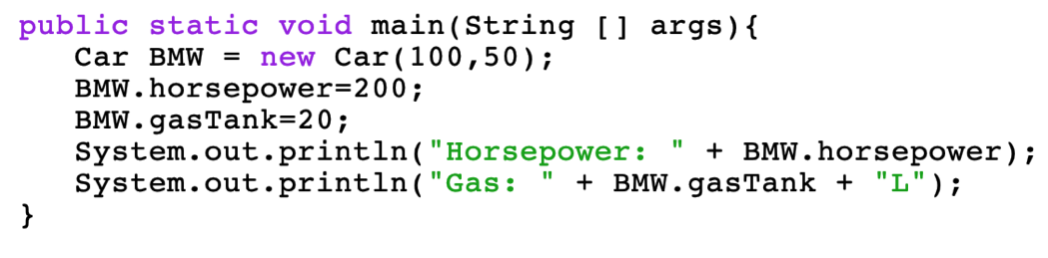 public static void main(String [] args){
Car BMW = new Car(100,50);
BMW.horsepower=200;
BMW.gasTank=20;
System.out.println("Horsepower: " + BMW.horsepower);
System.out.println("Gas: " + BMW.gasTank + "L");
}